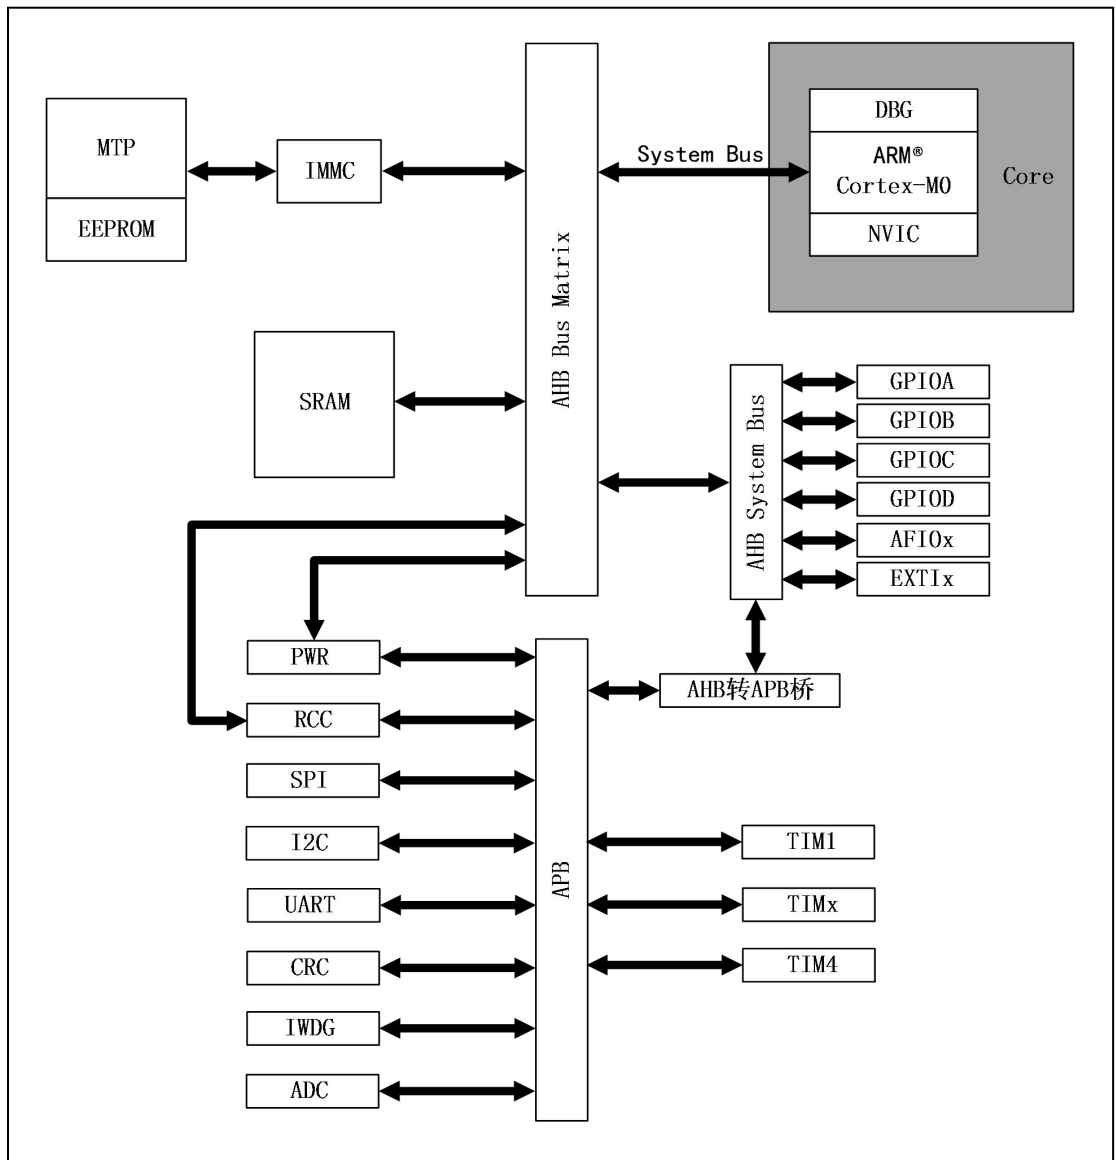 MTP
EEPROM
IMMC
AHB Bus Matrix
System Bus
DBG
ARM®
Cortex-M0
NVIC
Core
SRAM
AHB System Bus
GPIOA
GPIOB
GPIOC
GPIOD
AFIOx
EXTIx
AHB转APB桥
PWR
RCC
SPI
I2C
UART
CRC
IWDG
ADC
APB
TIM1
TIMx
TIM4